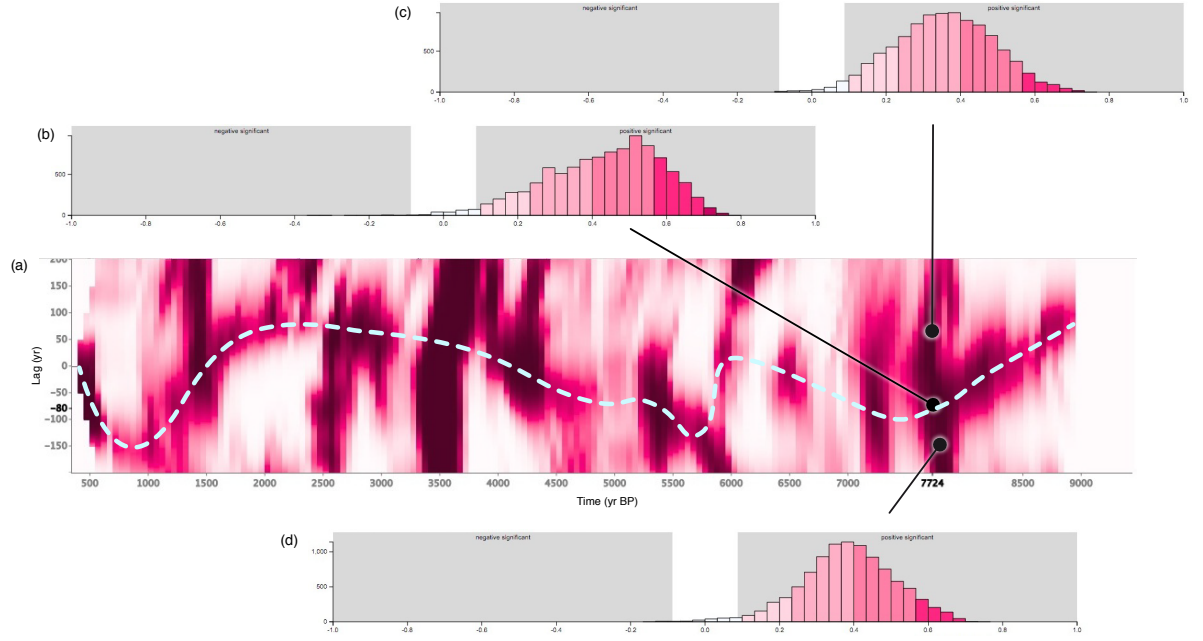 (c)
negative significant
positive significant
500
0
-1.0 -0.8 -0.6 -0.4 -0.2 0.0 0.2 0.4 0.6 0.8 1.0
(b)
negative significant
positive significant
500
0
-1.0 -0.8 -0.6 -0.4 -0.2 0.0 0.2 0.4 0.6 0.8 1.0
(a)
200
150
100
50
0
−50
−80
−100
−150
Lag (yr)
500 1000 1500 2000 2500 3000 3500 4000 4500 5000 5500 6000 6500 7000 7724 8500 9000
Time (yr BP)
(d)
negative significant
positive significant
1,000
500
0
-1.0 -0.8 -0.6 -0.4 -0.2 0.0 0.2 0.4 0.6 0.8 1.0